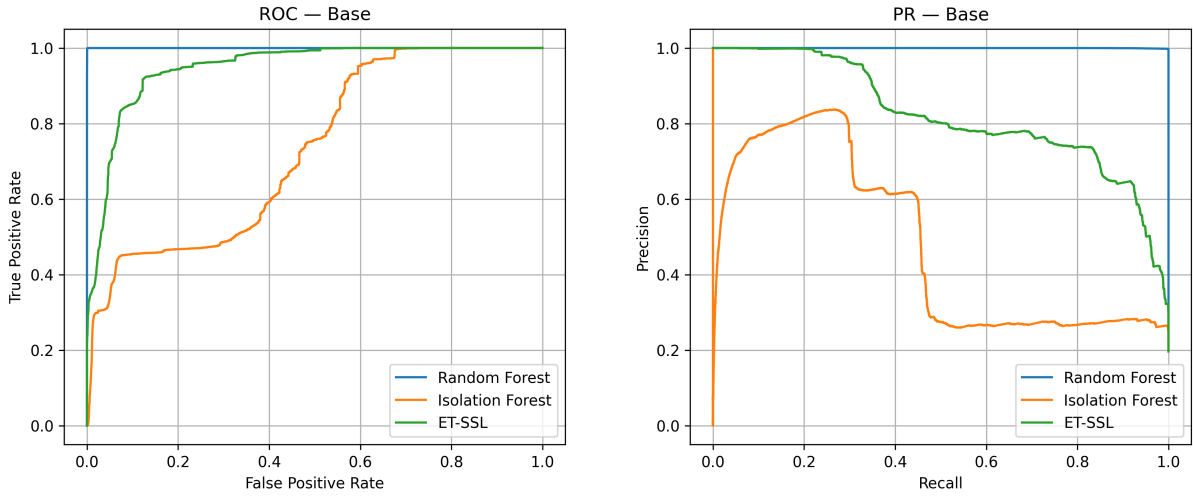 ROC — Base
True Positive Rate
1.0
0.8
0.6
0.4
0.2
0.0
0.0 0.2 0.4 0.6 0.8 1.0
False Positive Rate
Random Forest
Isolation Forest
ET-SSL
PR — Base
Precision
1.0
0.8
0.6
0.4
0.2
0.0
0.0 0.2 0.4 0.6 0.8 1.0
Recall
Random Forest
Isolation Forest
ET-SSL